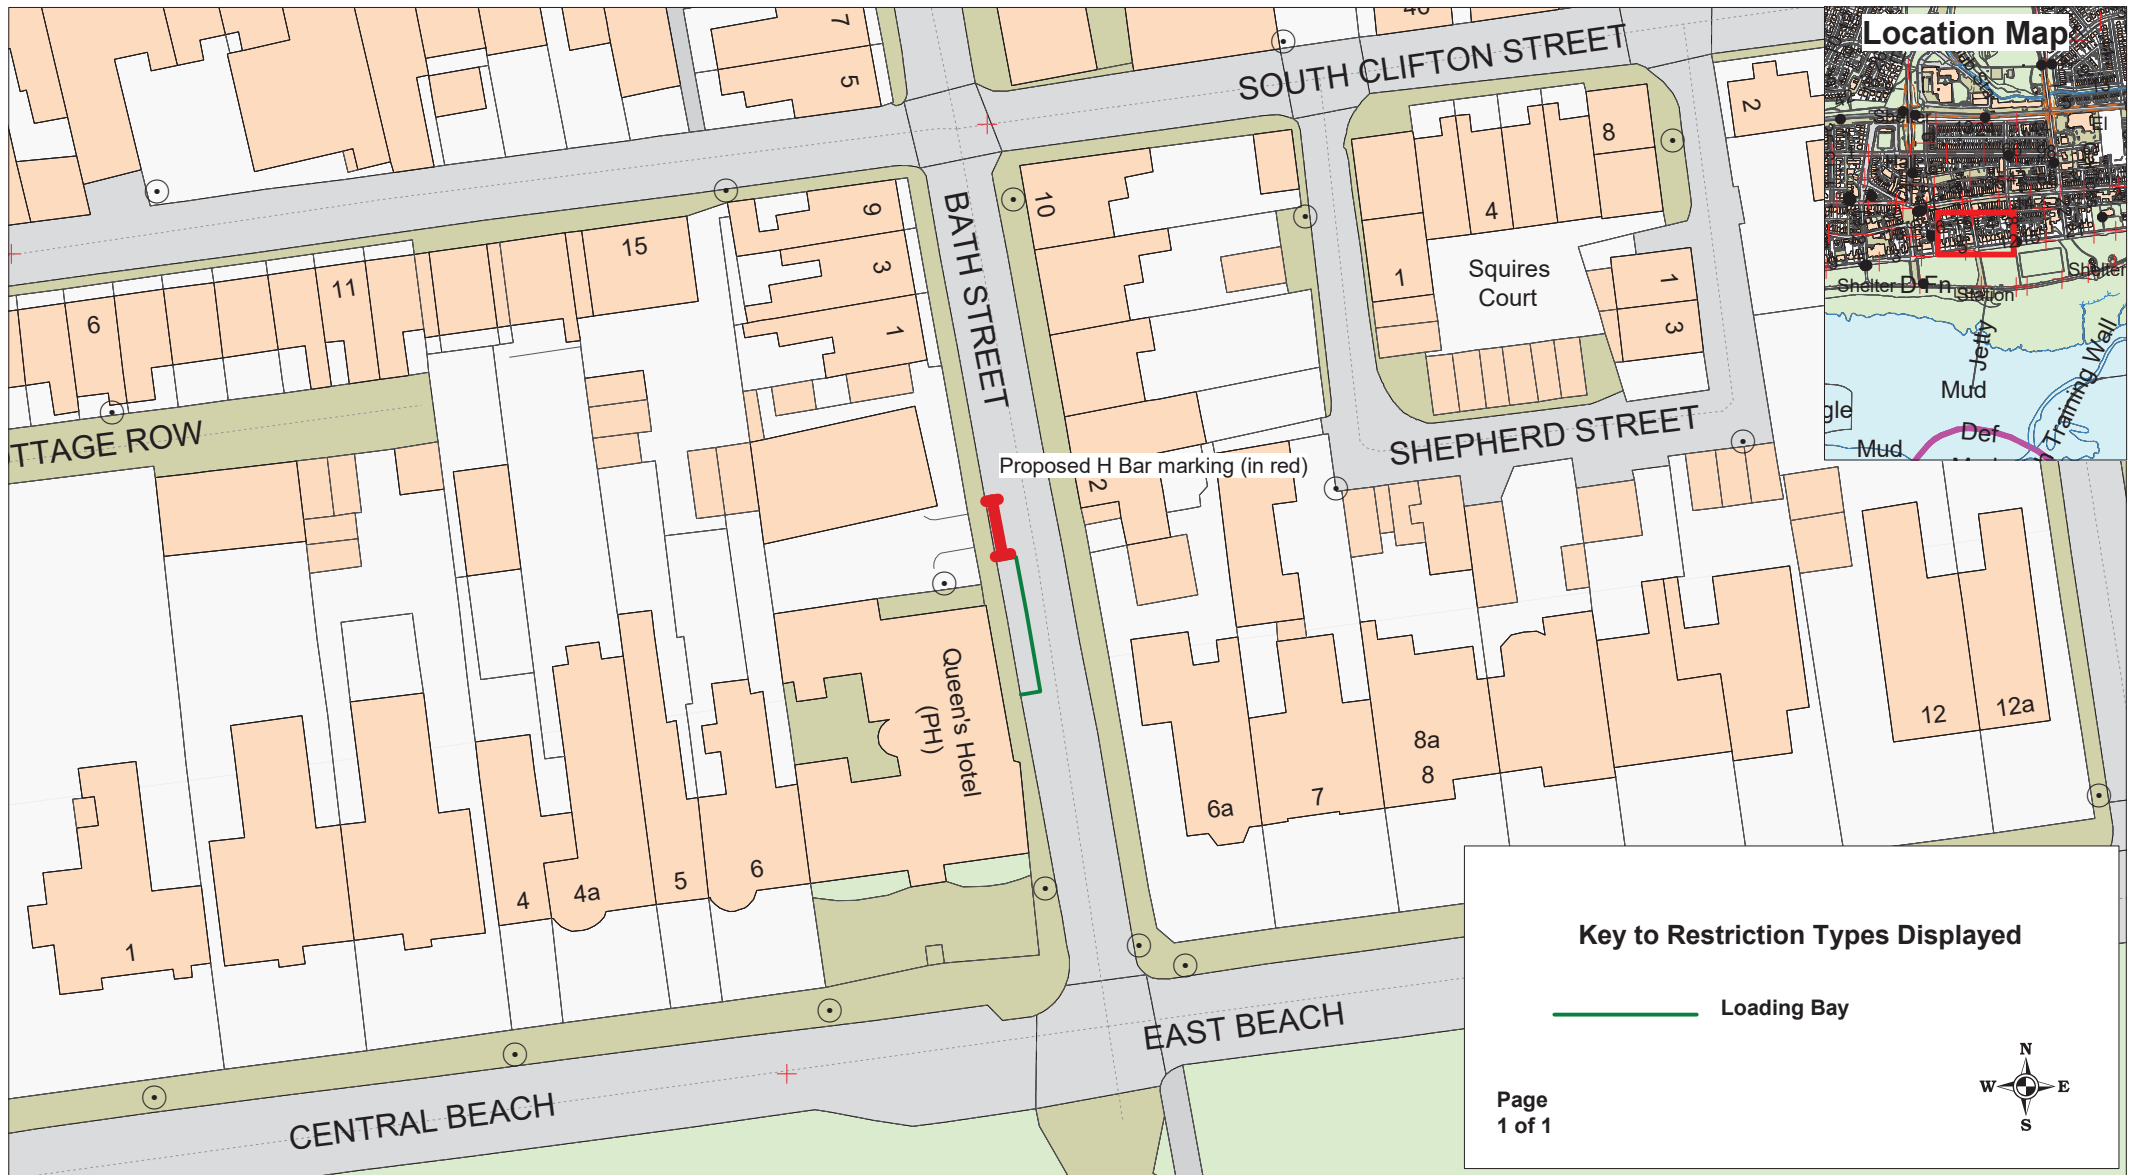 Location Map
SOUTH CLIFTON STREET
7
5
2
8
4
9
3
1
10
15
11
6
BATH STREET
1
Squires
Court
1
3
SHEPHERD STREET
TTAGE ROW
Proposed H Bar marking (in red)
2
Queen's Hotel
(PH)
1
4
4a
5
6
6a
7
8a
8
12
12a
CENTRAL BEACH
EAST BEACH
Shelter
Station
Shelter
Jetty
Mud
Mud
Def
Training Wall
gle
Key to Restriction Types Displayed
Loading Bay
Page
1 of 1
N
W
E
S